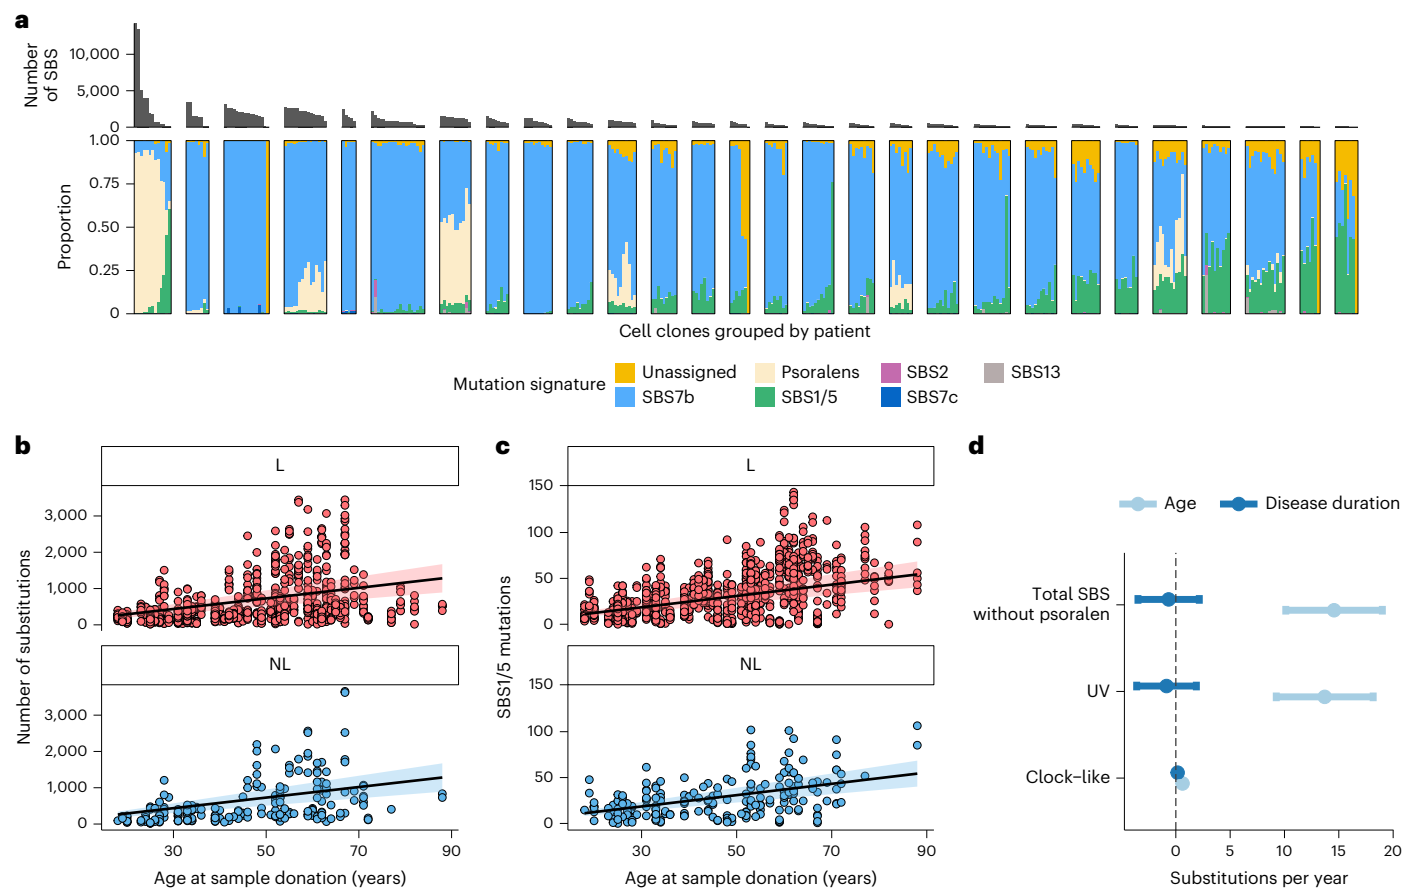 a
Number
of SBS
10,000
5,000
0
Proportion
1.00
0.75
0.50
0.25
0
Cell clones grouped by patient
Mutation signature
Unassigned
Psoralens
SBS2
SBS13
SBS7b
SBS1/5
SBS7c
b
L
Number of substitutions
3,000
2,000
1,000
0
NL
3,000
2,000
1,000
0
30
50
70
90
Age at sample donation (years)
c
L
SBS1/5 mutations
150
100
50
0
NL
150
100
50
0
30
50
70
90
Age at sample donation (years)
d
Age
Disease duration
Total SBS
without psoralen
UV
Clock–like
0
5
10
15
20
Substitutions per year